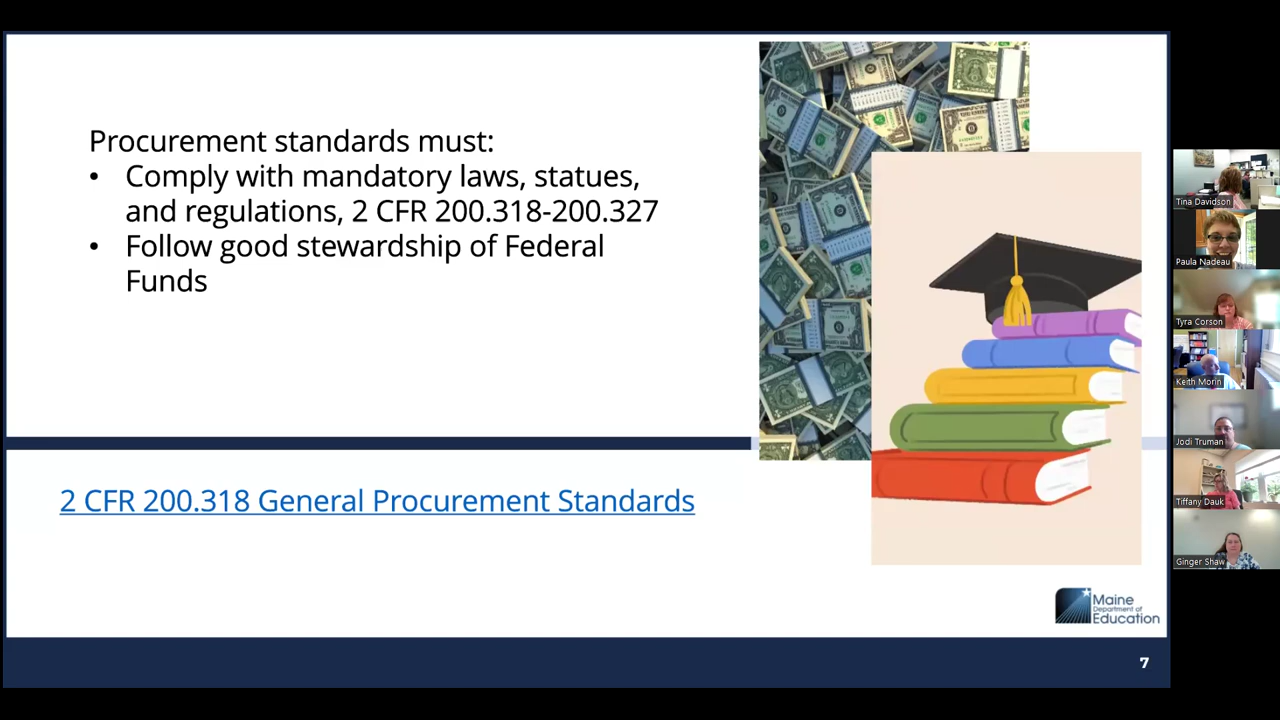 Procurement standards must:
• Comply with mandatory laws, statues,
and regulations, 2 CFR 200.318-200.327
• Follow good stewardship of Federal
Funds
2 CFR 200.318 General Procurement Standards
Maine
Department of
Education
7
Tina Davidson
Paula Nadeau
Tyra Corson
Keith Morin
Jodi Truman
Tiffany Dauk
Ginger Shaw